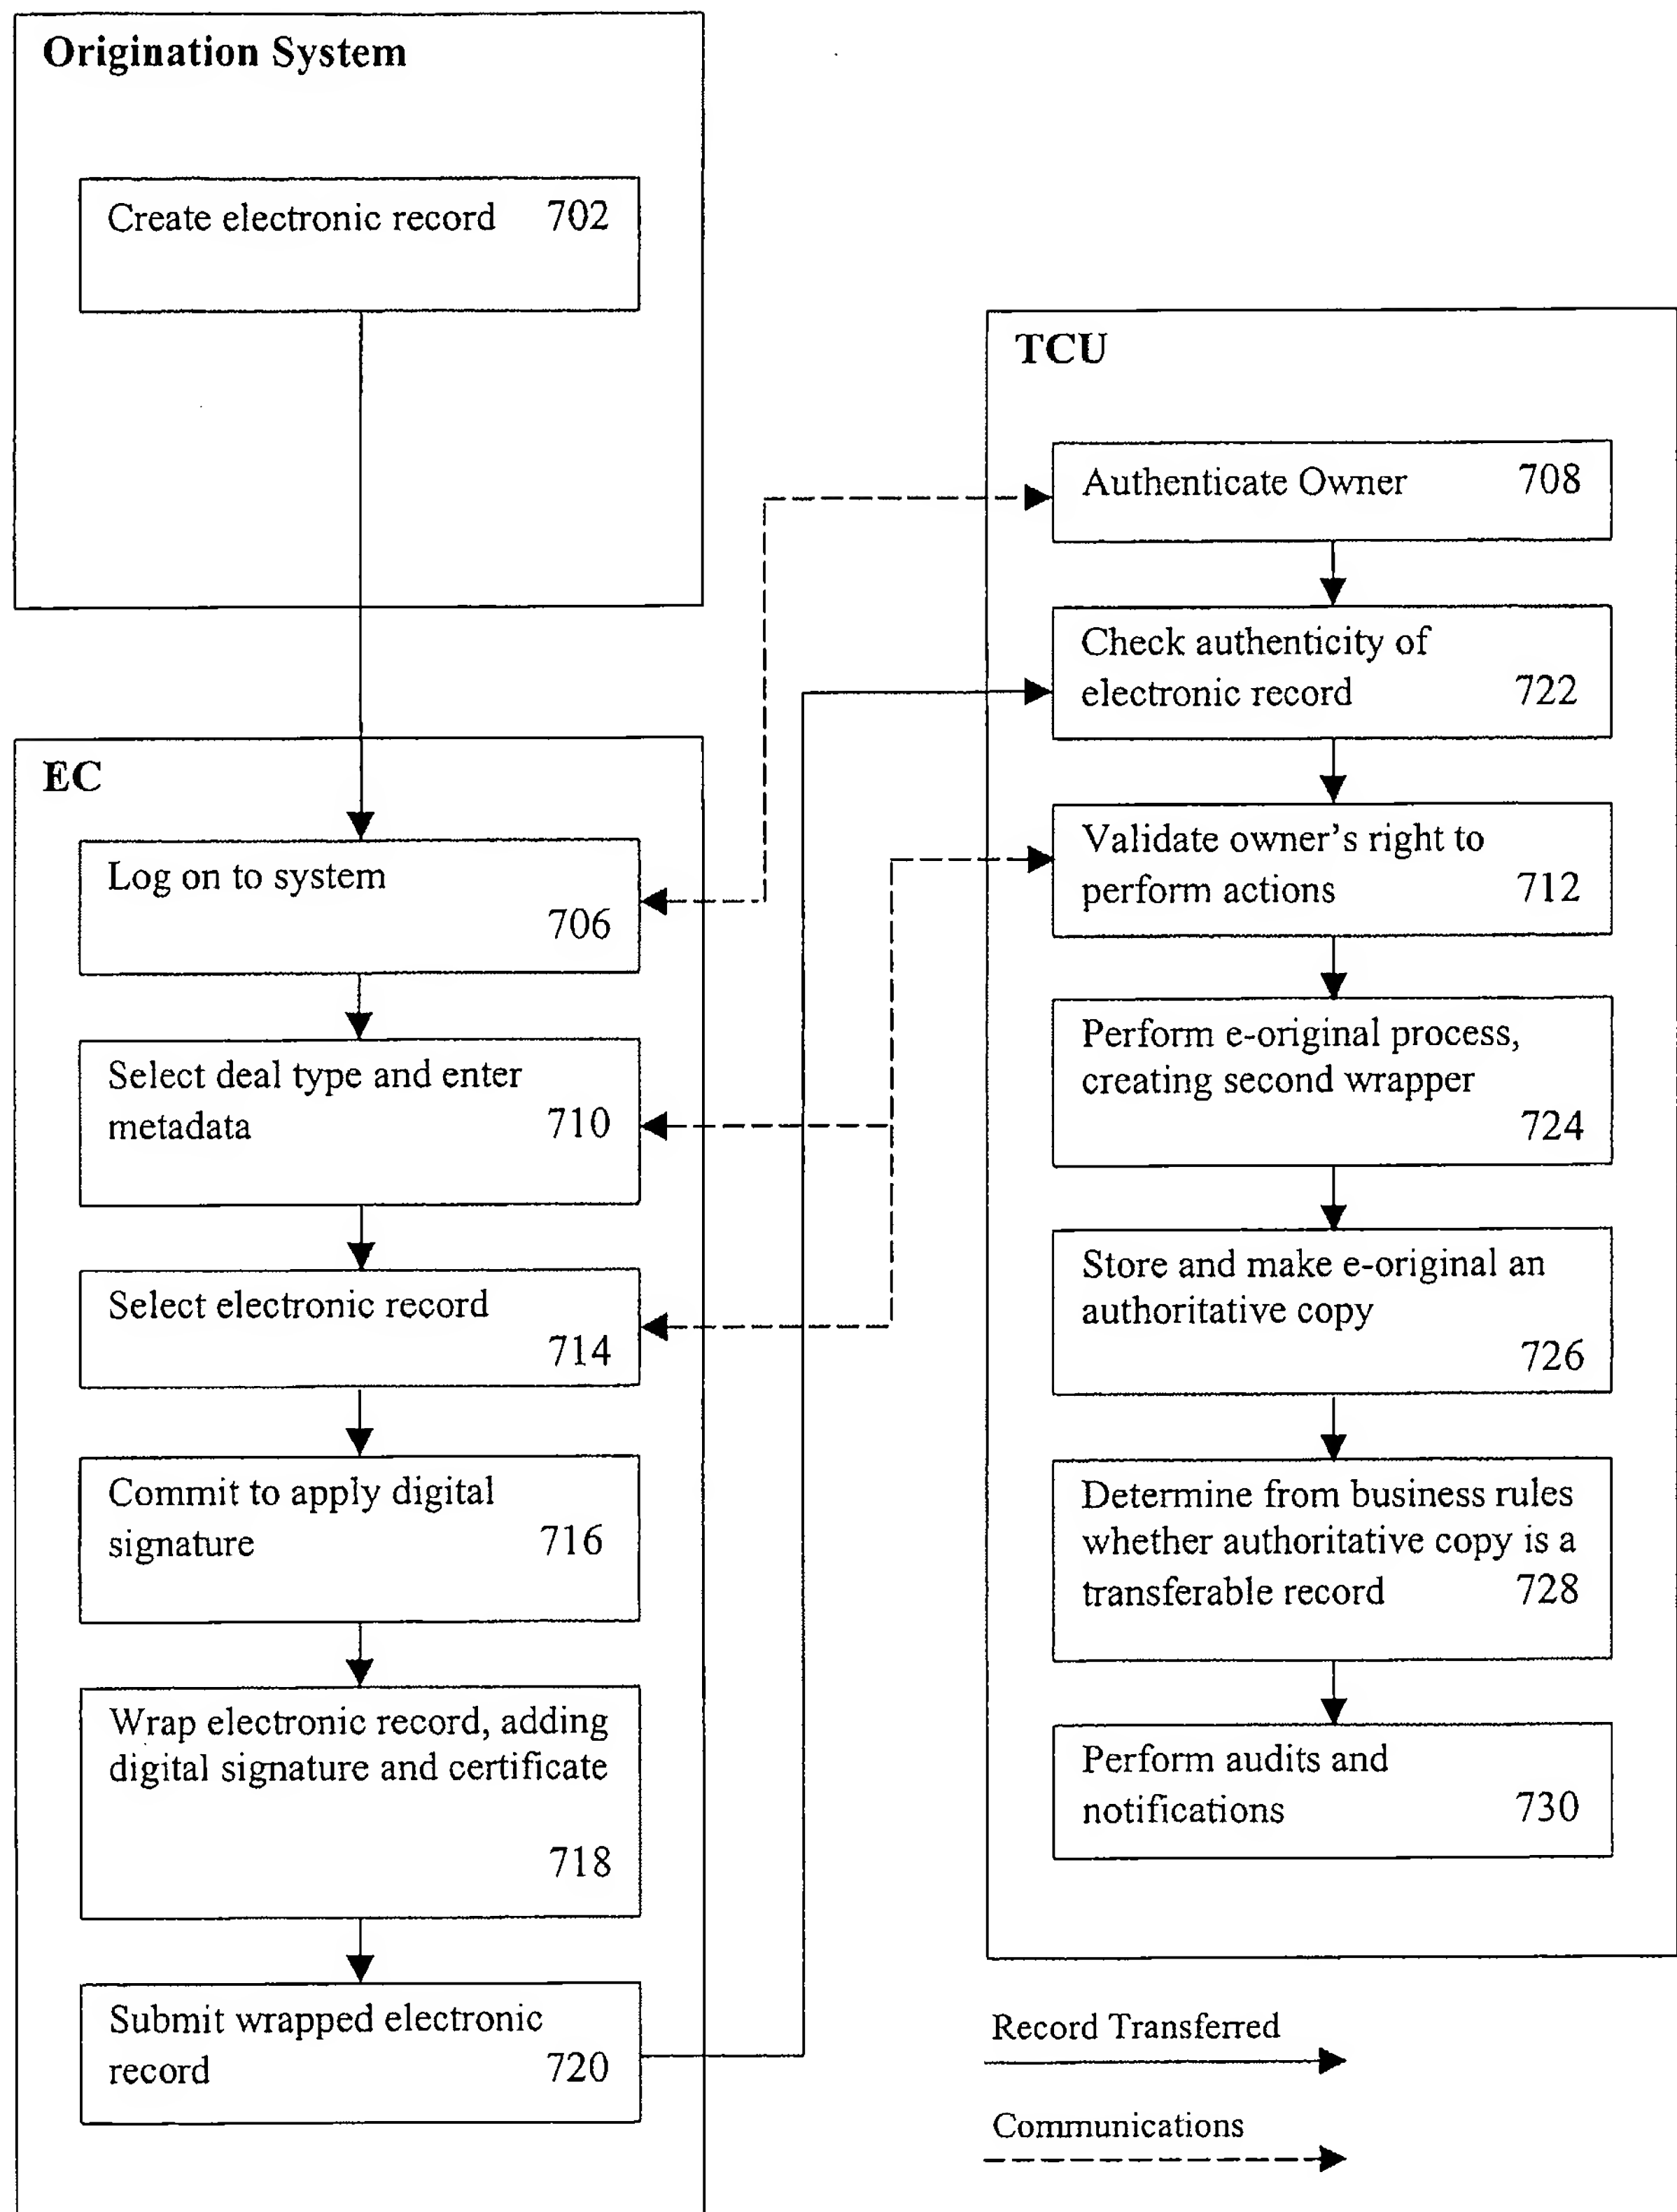 Origination System
Create electronic record 702
EC
Log on to system
706
Select deal type and enter
metadata 710
Select electronic record
714
Commit to apply digital
signature 716
Wrap electronic record, adding
digital signature and certificate
718
Submit wrapped electronic
record 720
TCU
Authenticate Owner 708
Check authenticity of
electronic record 722
Validate owner's right to
perform actions 712
Perform e-original process,
creating second wrapper
724
Store and make e-original an
authoritative copy
726
Determine from business rules
whether authoritative copy is a
transferable record 728
Perform audits and
notifications 730
Record Transferred
Communications